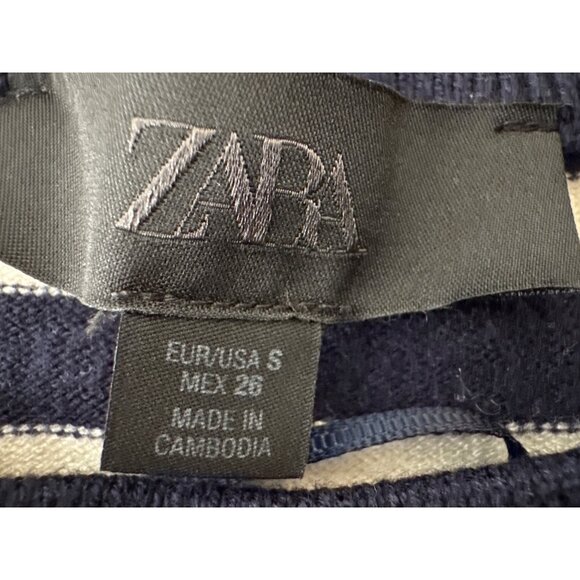 ZARA
EUR/USA S
MEX 26
MADE IN
CAMBODIA